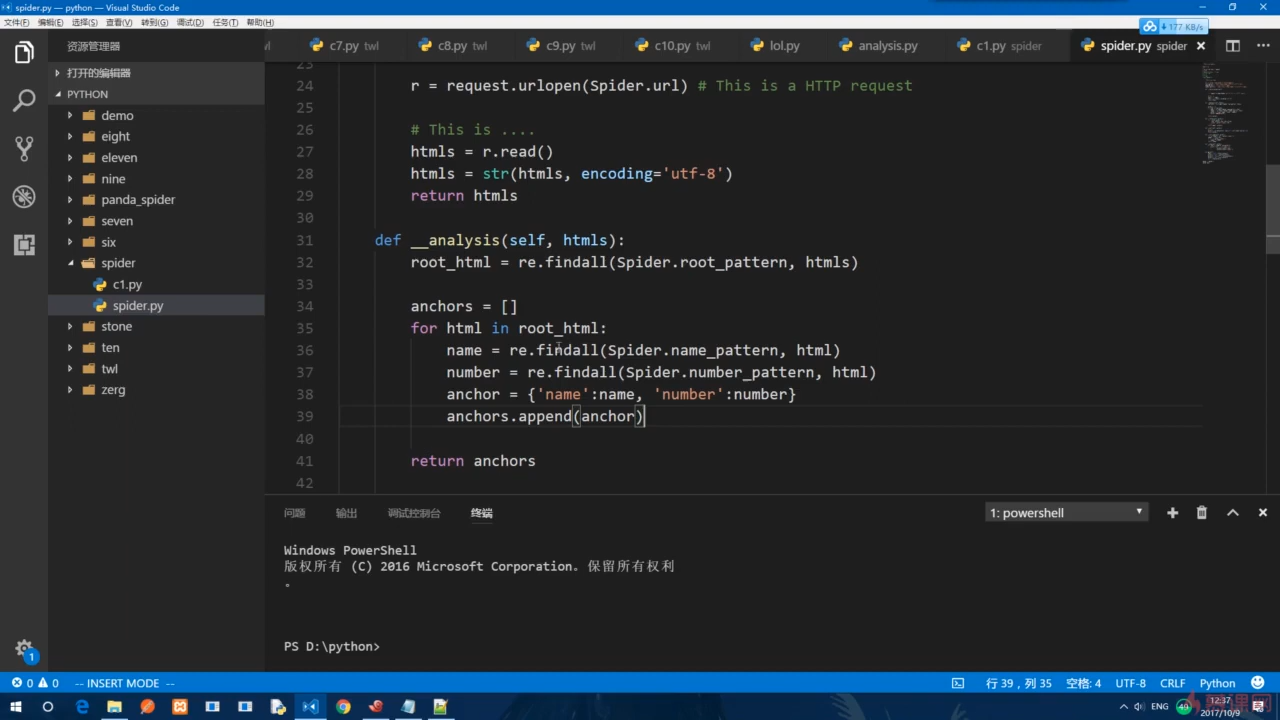 spider.py — python — Visual Studio Code
文件(F) 编辑(E) 选择(S) 查看(V) 转到(G) 调试(D) 任务(T) 帮助(H)
↓ 177 KB/s
资源管理器
c7.py twl c8.py twl c9.py twl c10.py twl lol.py analysis.py c1.py spider spider.py spider
打开的编辑器
PYTHON
demo
eight
eleven
nine
panda_spider
seven
six
spider
c1.py
spider.py
stone
ten
twl
zerg
23
24 r = request.urlopen(Spider.url) # This is a HTTP request
25
26 # This is ....
27 htmls = r.read()
28 htmls = str(htmls, encoding='utf-8')
29 return htmls
30
31 def __analysis(self, htmls):
32 root_html = re.findall(Spider.root_pattern, htmls)
33
34 anchors = []
35 for html in root_html:
36 name = re.findall(Spider.name_pattern, html)
37 number = re.findall(Spider.number_pattern, html)
38 anchor = {'name':name, 'number':number}
39 anchors.append(anchor)
40
41 return anchors
42
问题 输出 调试控制台 终端
1: powershell
Windows PowerShell
版权所有 (C) 2016 Microsoft Corporation。保留所有权利
。
PS D:\python>
1
0 0 -- INSERT MODE -- 行 39，列 35 空格: 4 UTF-8 CRLF Python
ENG 49 12:37
2017/10/9
慕课网